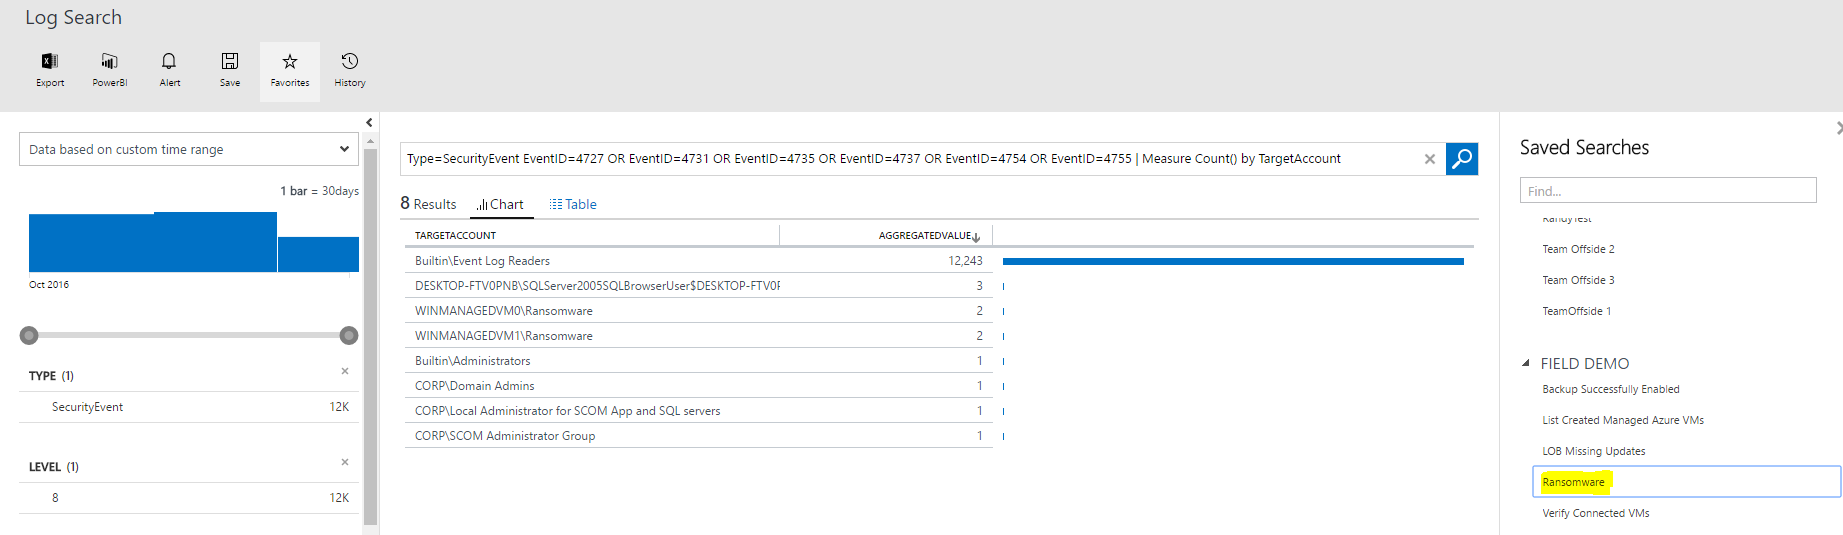 Log Search
Export PowerBI Alert Save Favorites History
Data based on custom time range
1 bar = 30days
Oct 2016
TYPE (1)
SecurityEvent 12K
LEVEL (1)
8 12K
Type=SecurityEvent EventID=4727 OR EventID=4731 OR EventID=4735 OR EventID=4737 OR EventID=4754 OR EventID=4755 | Measure Count() by TargetAccount
8 Results Chart Table
TARGETACCOUNT AGGREGATEDVALUE
Builtin\Event Log Readers 12,243
DESKTOP-FTV0PNB\SQLServer2005SQLBrowserUser$DESKTOP-FTV0F 3
WINMANAGEDVM0\Ransomware 2
WINMANAGEDVM1\Ransomware 2
Builtin\Administrators 1
CORP\Domain Admins 1
CORP\Local Administrator for SCOM App and SQL servers 1
CORP\SCOM Administrator Group 1
Saved Searches
Find...
RandyTest
Team Offside 2
Team Offside 3
TeamOffside 1
FIELD DEMO
Backup Successfully Enabled
List Created Managed Azure VMs
LOB Missing Updates
Ransomware
Verify Connected VMs